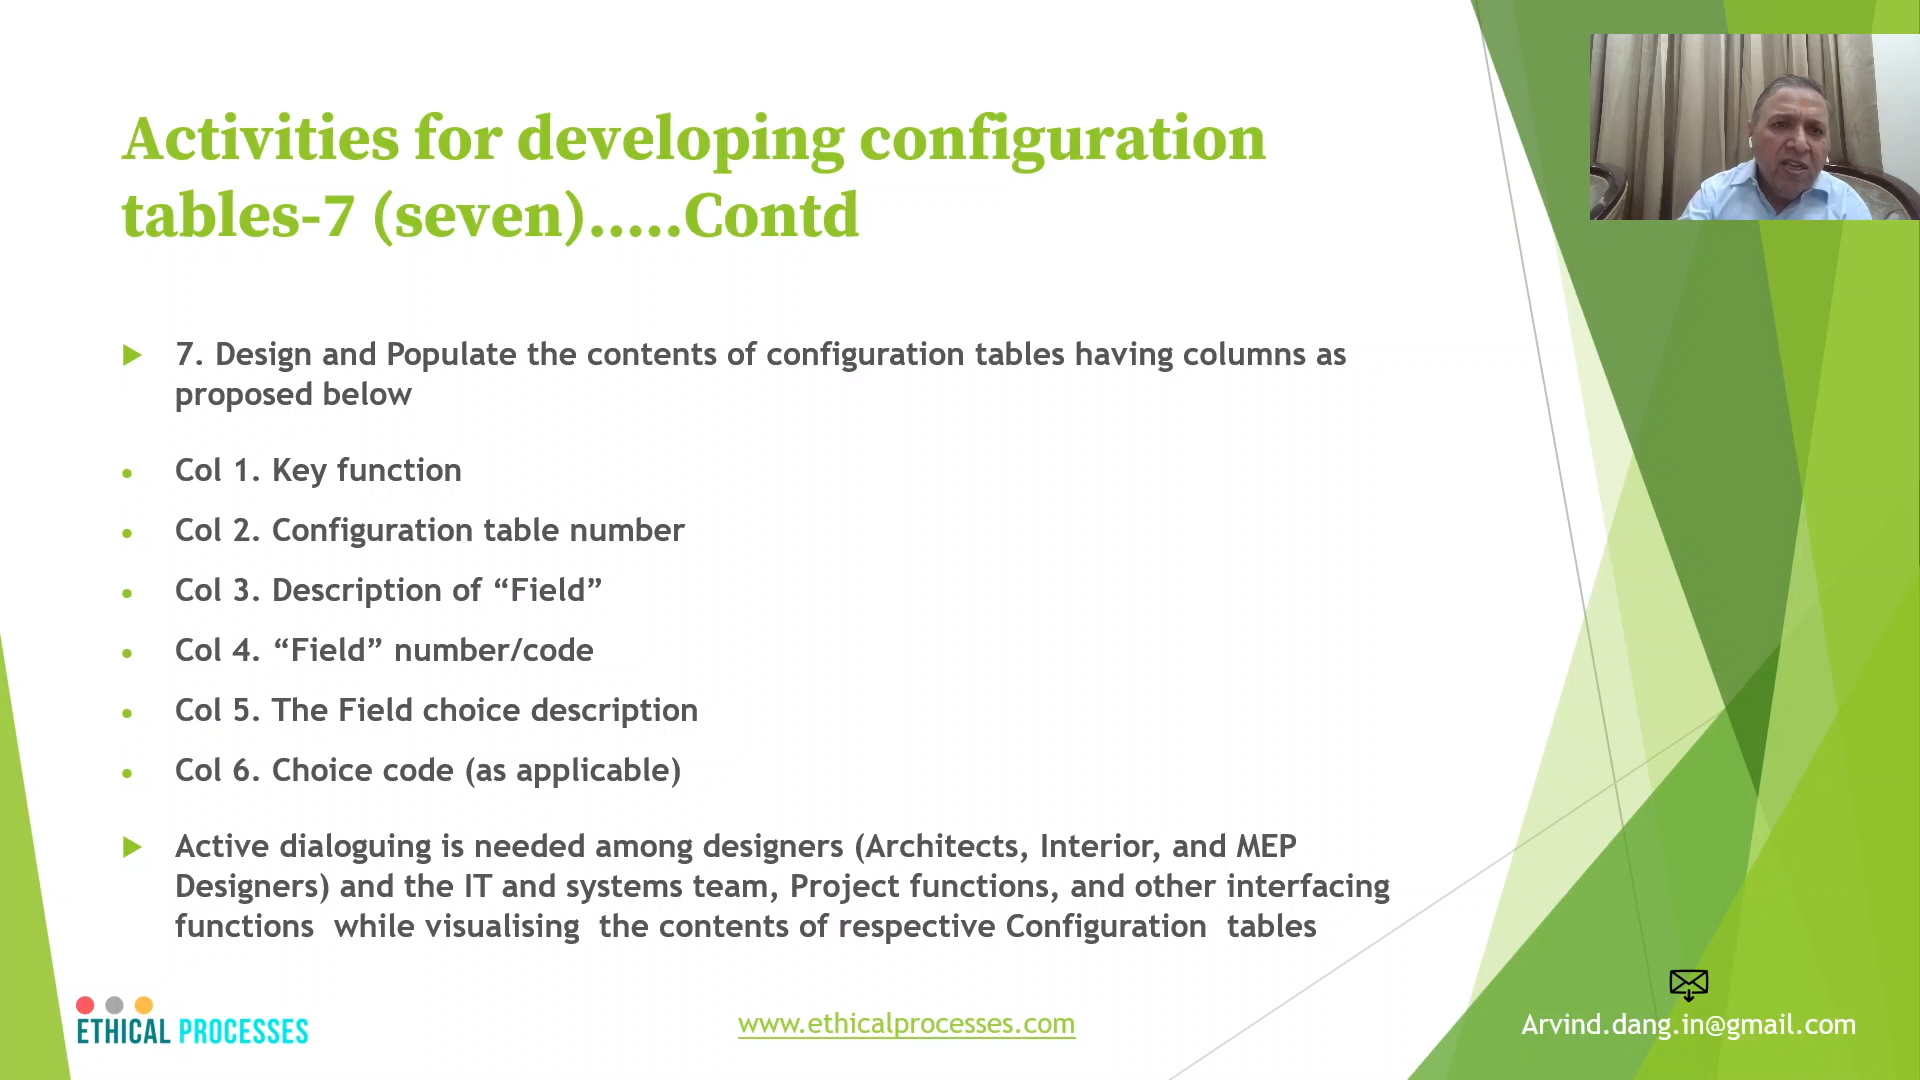 Activities for developing configuration
tables-7 (seven).....Contd
7. Design and Populate the contents of configuration tables having columns as
proposed below
Col 1. Key function
Col 2. Configuration table number
Col 3. Description of “Field”
Col 4. “Field” number/code
Col 5. The Field choice description
Col 6. Choice code (as applicable)
Active dialoguing is needed among designers (Architects, Interior, and MEP
Designers) and the IT and systems team, Project functions, and other interfacing
functions while visualising the contents of respective Configuration tables
ETHICAL PROCESSES
www.ethicalprocesses.com
Arvind.dang.in@gmail.com